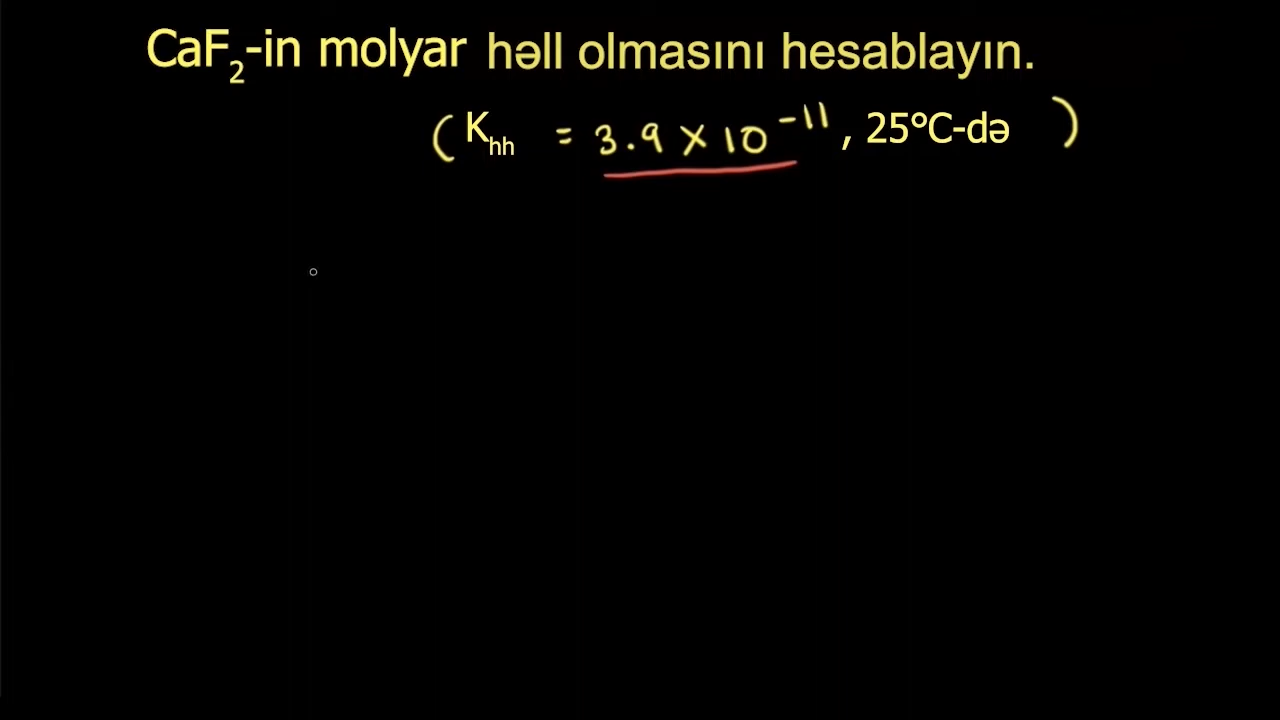 CaF₂-in molyar həll olmasını hesablayın.
( Khh = 3.9 × 10⁻¹¹, 25°C-də )